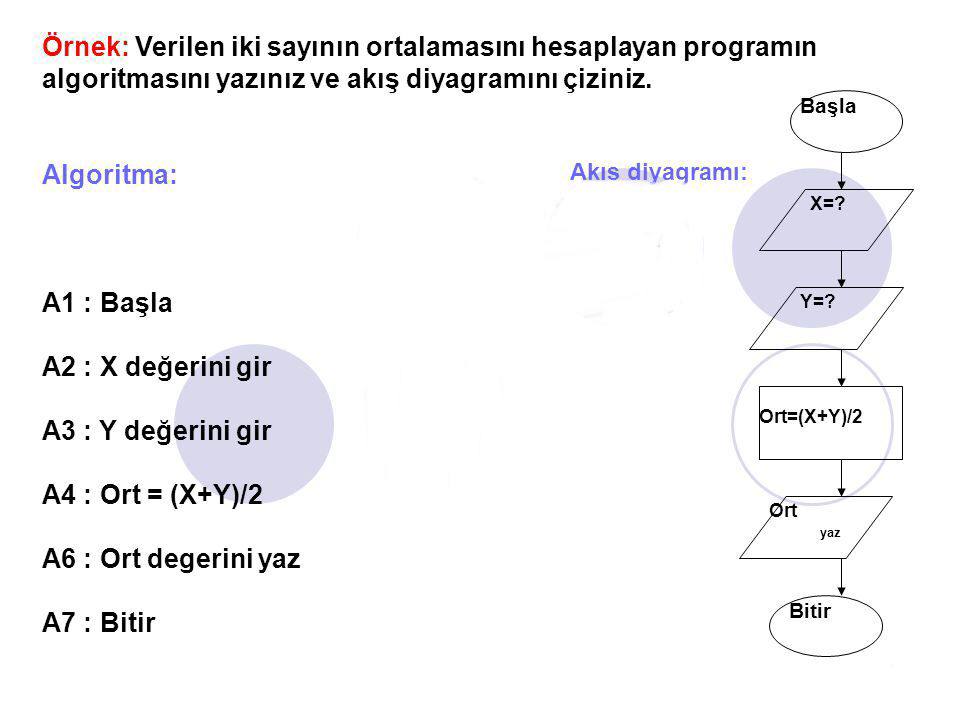 Örnek: Verilen iki sayının ortalamasını hesaplayan programın
algoritmasını yazınız ve akış diyagramını çiziniz.
Algoritma:
A1 : Başla
A2 : X değerini gir
A3 : Y değerini gir
A4 : Ort = (X+Y)/2
A6 : Ort degerini yaz
A7 : Bitir
Akıs diyagramı:
Başla
X=?
Y=?
Ort=(X+Y)/2
Ort
yaz
Bitir